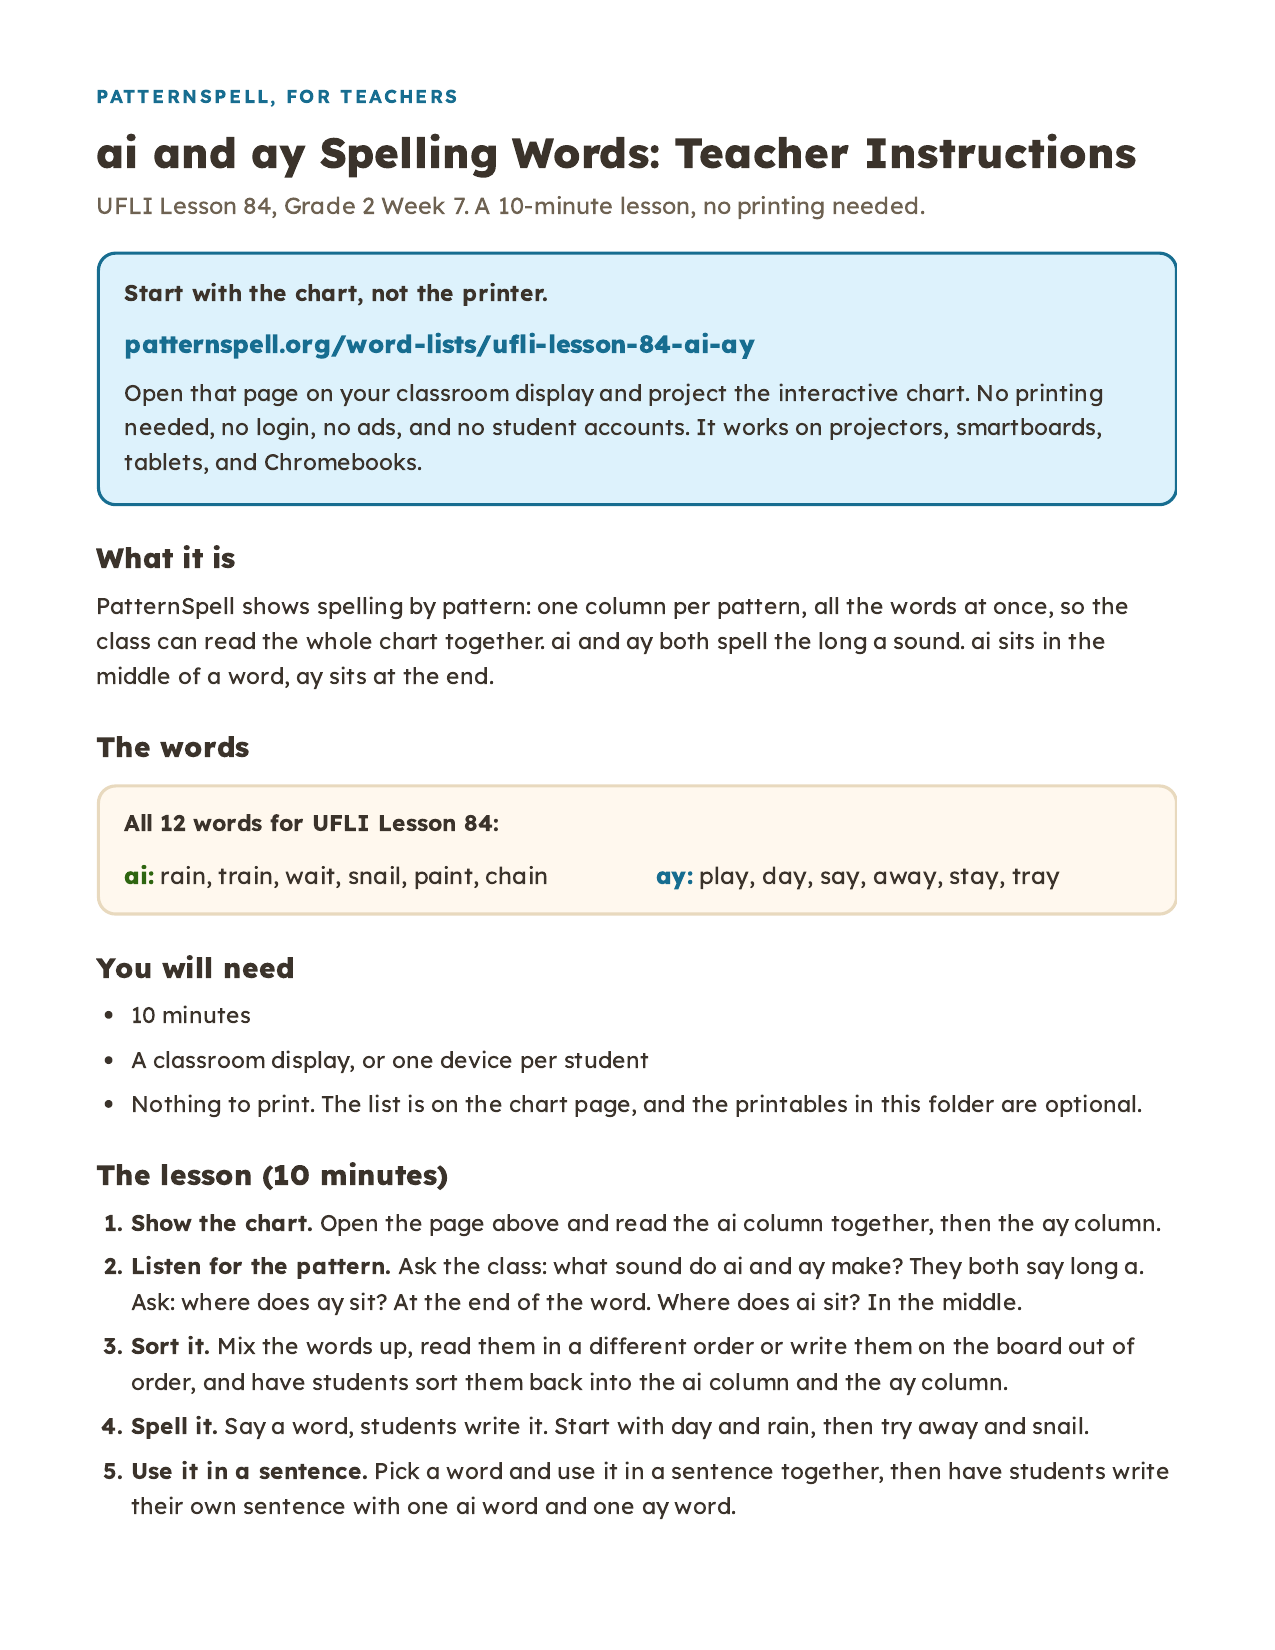 PATTERNSPELL, FOR TEACHERS
ai and ay Spelling Words: Teacher Instructions
UFLI Lesson 84, Grade 2 Week 7. A 10-minute lesson, no printing needed.
Start with the chart, not the printer.
patternspell.org/word-lists/ufli-lesson-84-ai-ay
Open that page on your classroom display and project the interactive chart. No printing
needed, no login, no ads, and no student accounts. It works on projectors, smartboards,
tablets, and Chromebooks.
What it is
PatternSpell shows spelling by pattern: one column per pattern, all the words at once, so the
class can read the whole chart together. ai and ay both spell the long a sound. ai sits in the
middle of a word, ay sits at the end.
The words
All 12 words for UFLI Lesson 84:
ai: rain, train, wait, snail, paint, chain ay: play, day, say, away, stay, tray
You will need
• 10 minutes
• A classroom display, or one device per student
• Nothing to print. The list is on the chart page, and the printables in this folder are optional.
The lesson (10 minutes)
1. Show the chart. Open the page above and read the ai column together, then the ay column.
2. Listen for the pattern. Ask the class: what sound do ai and ay make? They both say long a.
Ask: where does ay sit? At the end of the word. Where does ai sit? In the middle.
3. Sort it. Mix the words up, read them in a different order or write them on the board out of
order, and have students sort them back into the ai column and the ay column.
4. Spell it. Say a word, students write it. Start with day and rain, then try away and snail.
5. Use it in a sentence. Pick a word and use it in a sentence together, then have students write
their own sentence with one ai word and one ay word.